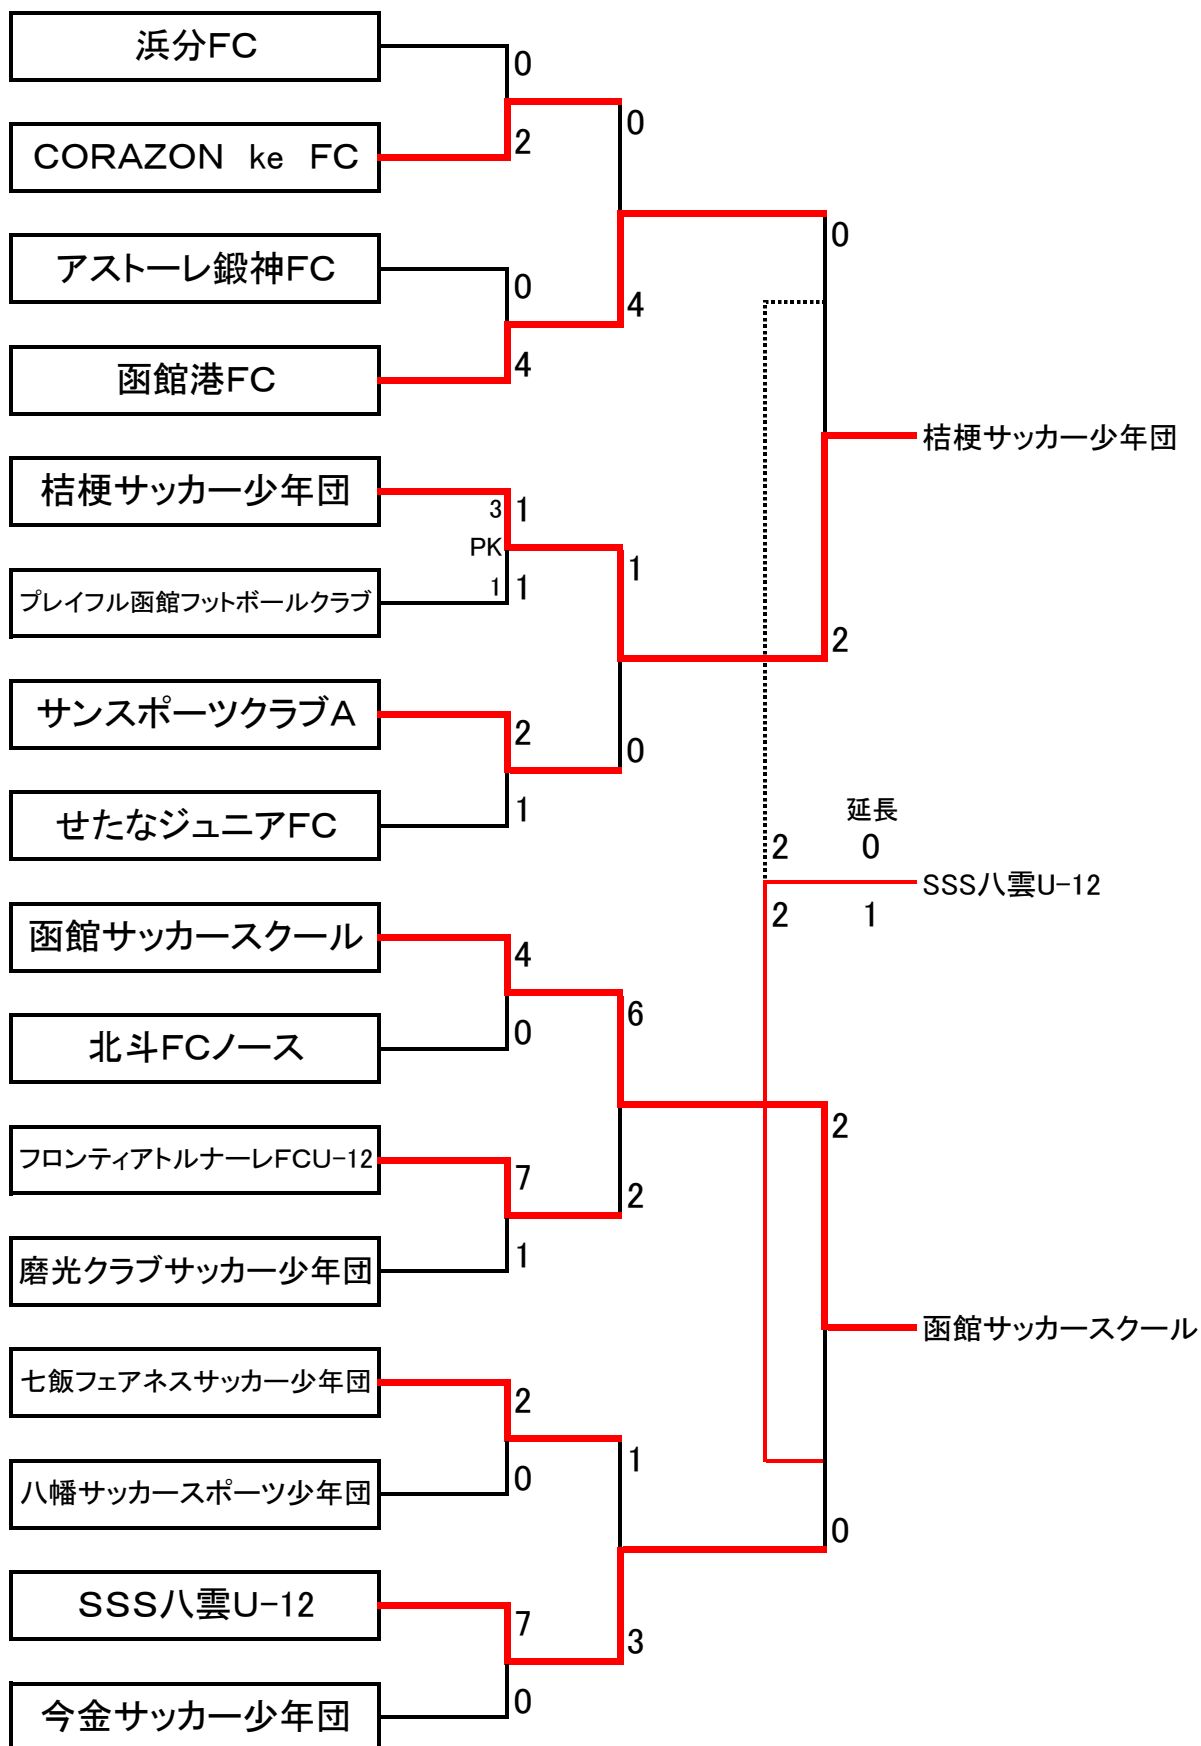 浜分FC
0
0
2
CORAZON ke FC
0
アストーレ鍛神FC
0
4
4
函館港FC
桔梗サッカー少年団
桔梗サッカー少年団
3
1
PK
1
1
1
プレイフル函館フットボールクラブ
2
サンスポーツクラブA
2
0
1
せたなジュニアFC
延長
2
0
SSS八雲U-12
2
1
函館サッカースクール
4
6
0
北斗FCノース
2
フロンティアトルナーレFCU-12
7
2
1
磨光クラブサッカー少年団
函館サッカースクール
七飯フェアネスサッカー少年団
2
1
0
八幡サッカースポーツ少年団
0
SSS八雲U-12
7
3
0
今金サッカー少年団